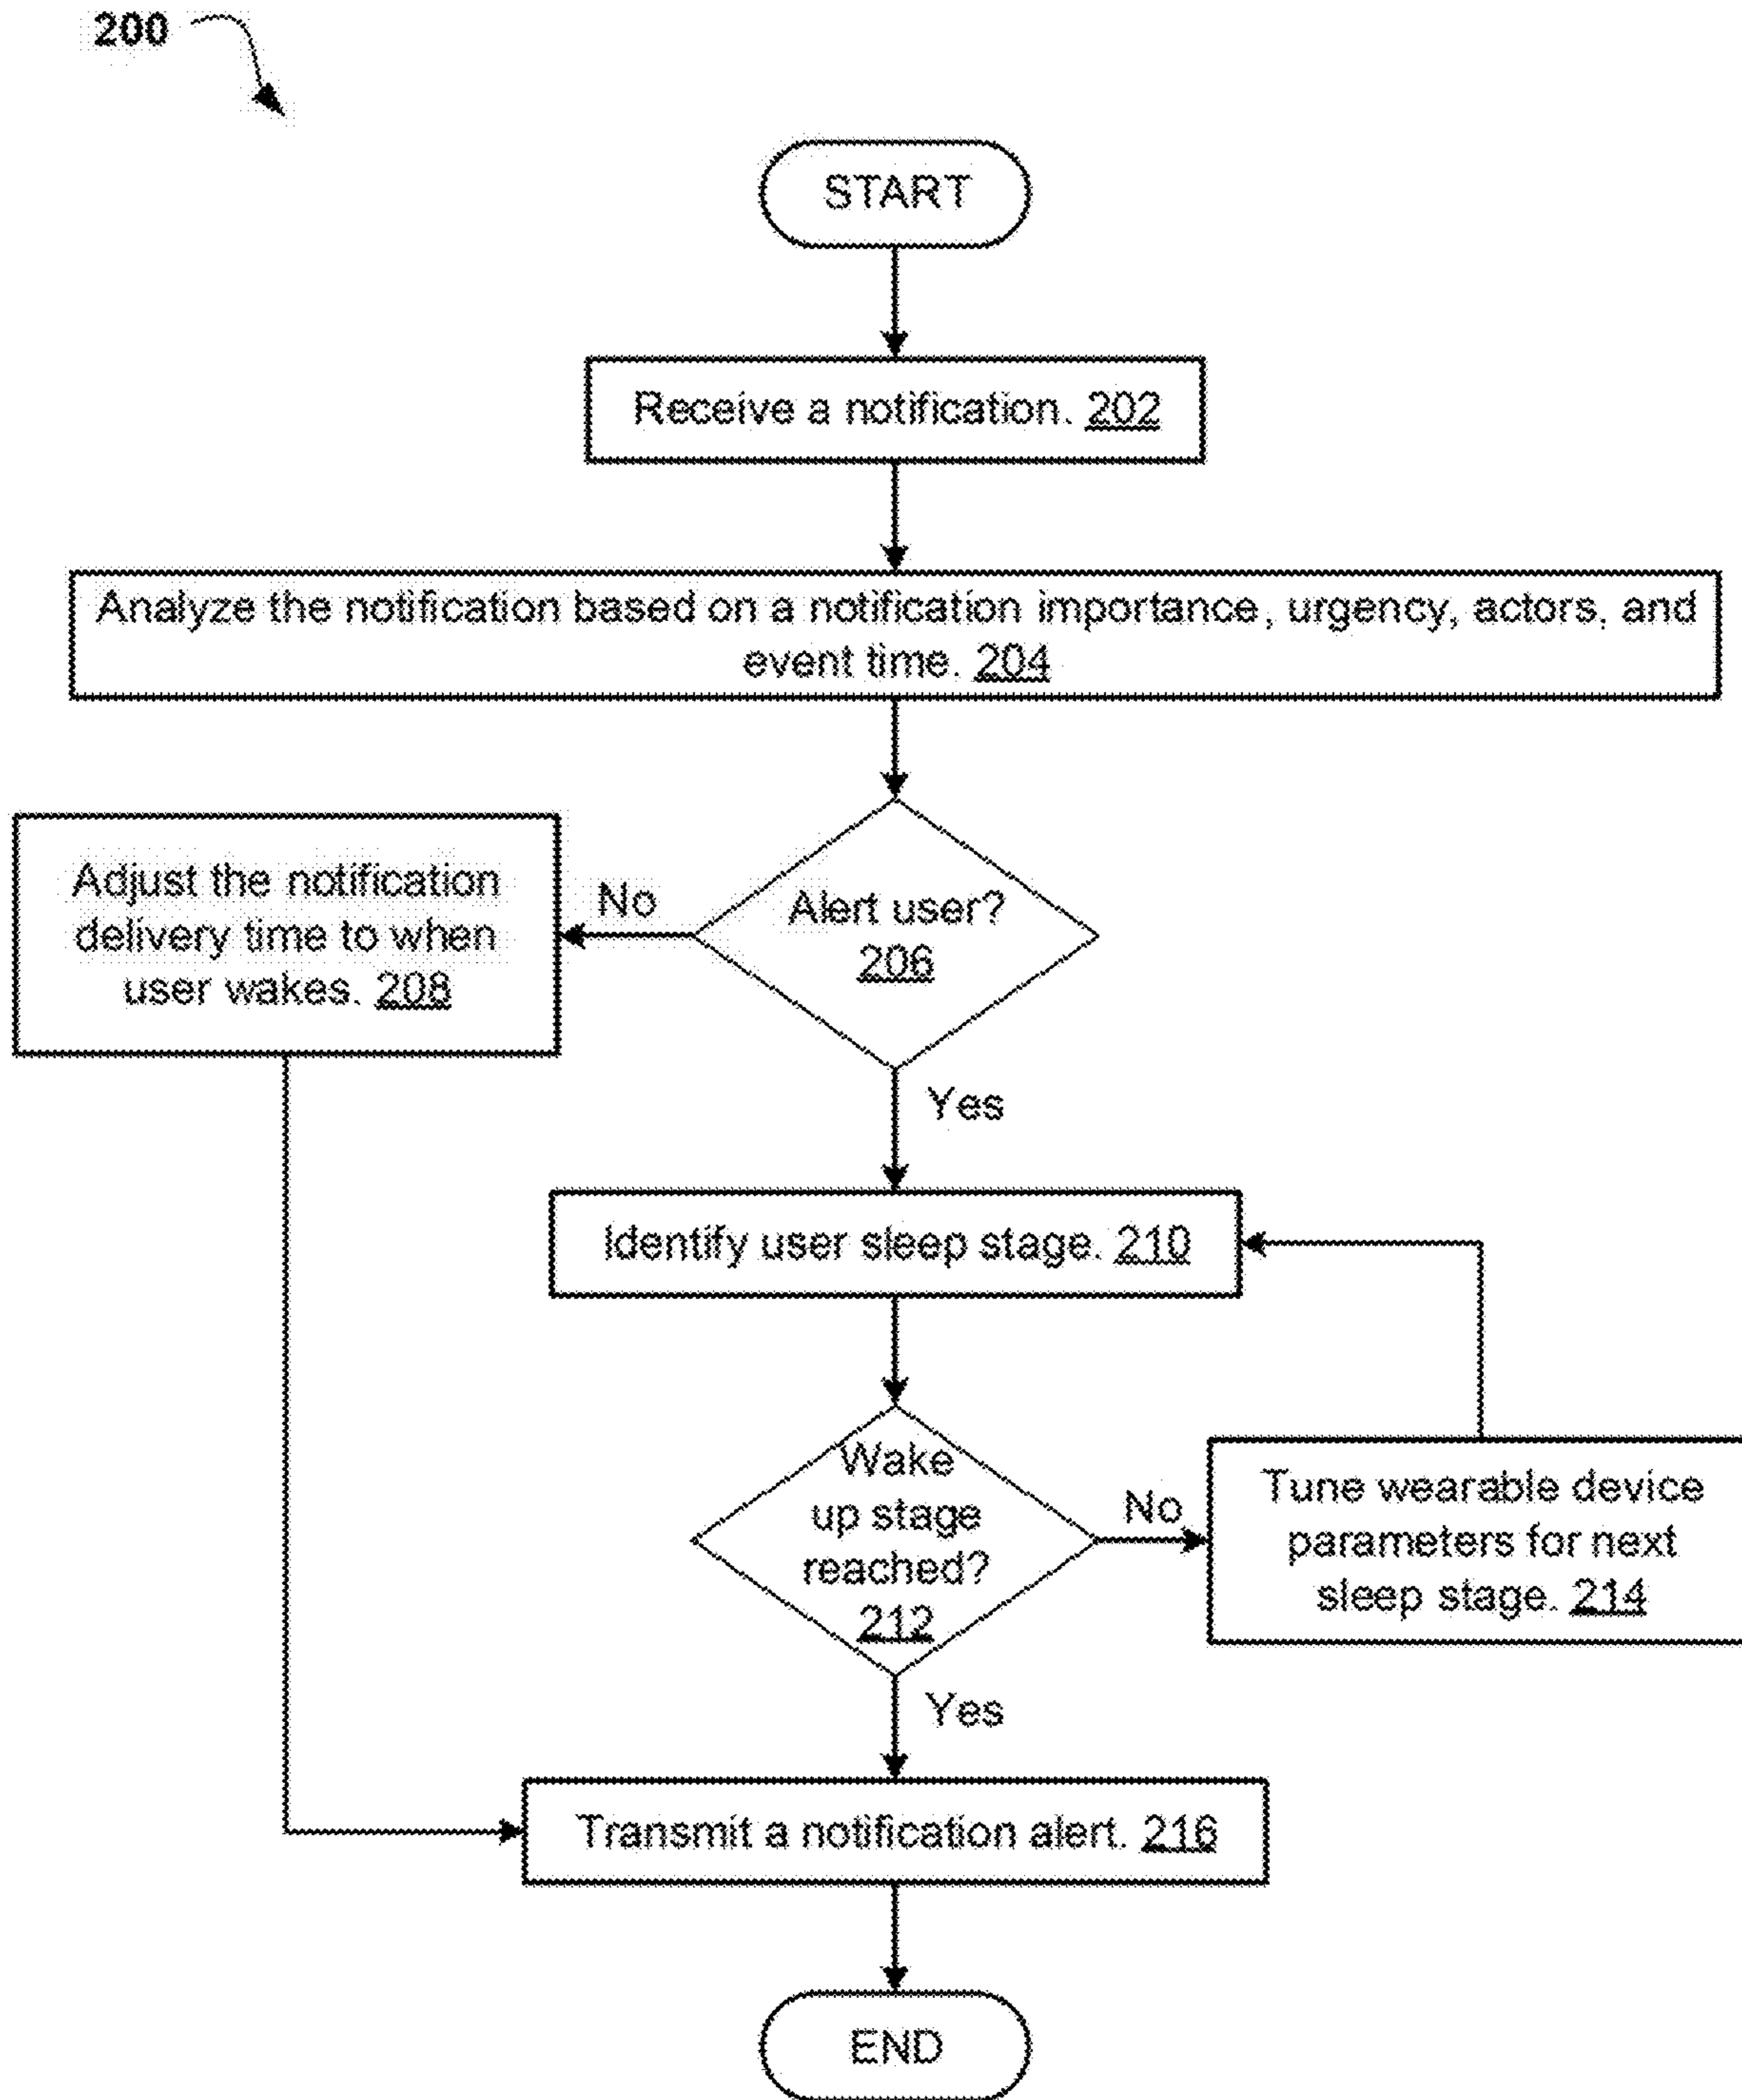 200
START
Receive a notification. 202
Analyze the notification based on a notification importance, urgency, actors, and
event time. 204
Adjust the notification
delivery time to when
user wakes. 208
No
Alert user?
206
Yes
Identify user sleep stage. 210
Wake
up stage
reached?
212
No
Tune wearable device
parameters for next
sleep stage. 214
Yes
Transmit a notification alert. 216
END